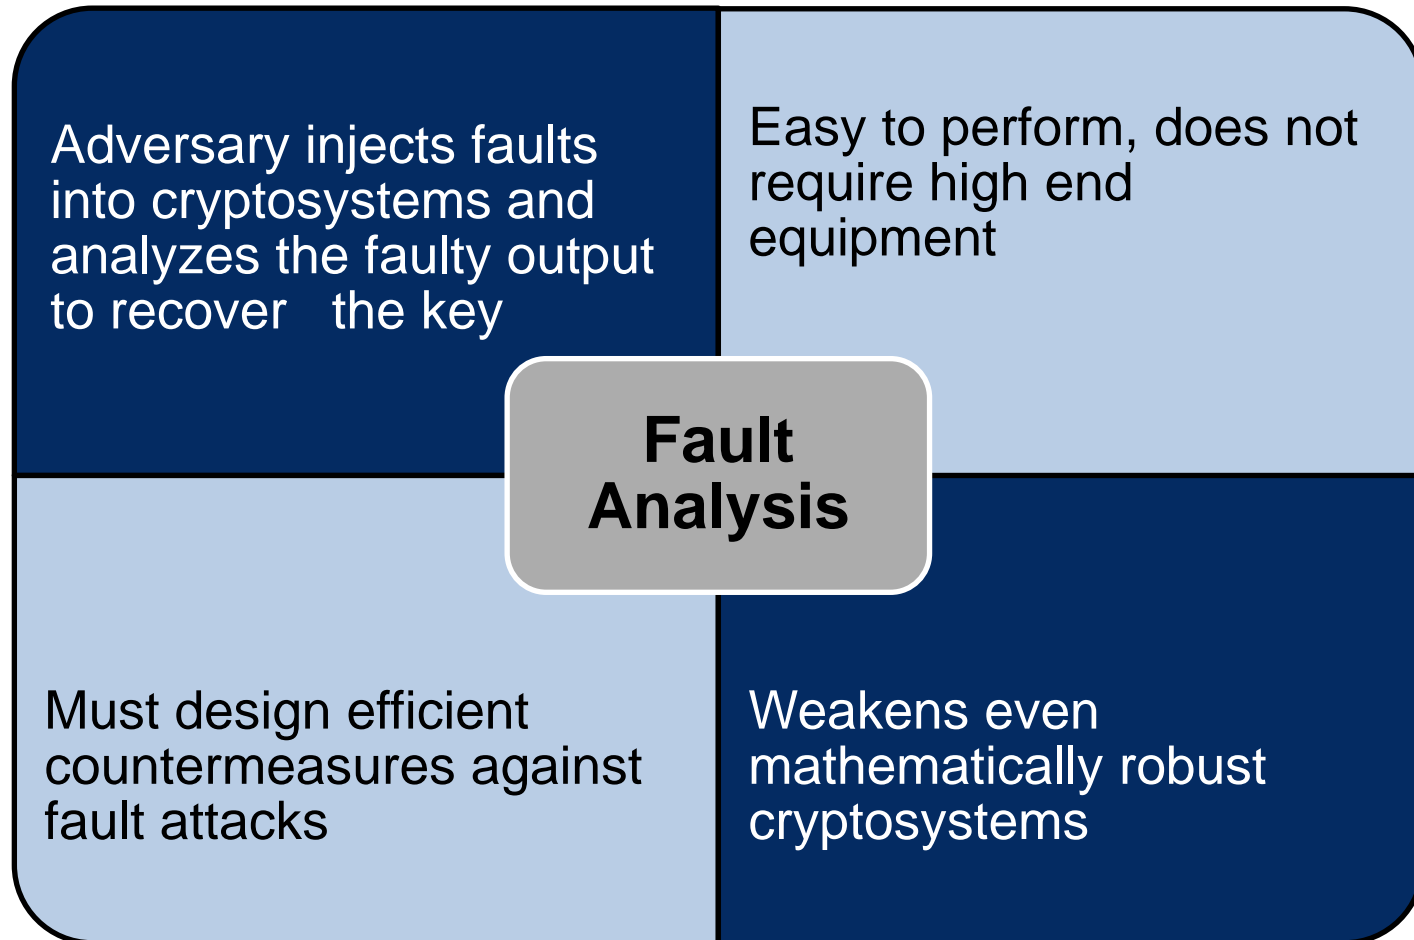 Adversary injects faults
into cryptosystems and
analyzes the faulty output
to recover   the key
Easy to perform, does not
require high end
equipment
Fault
Analysis
Must design efficient
countermeasures against
fault attacks
Weakens even
mathematically robust
cryptosystems